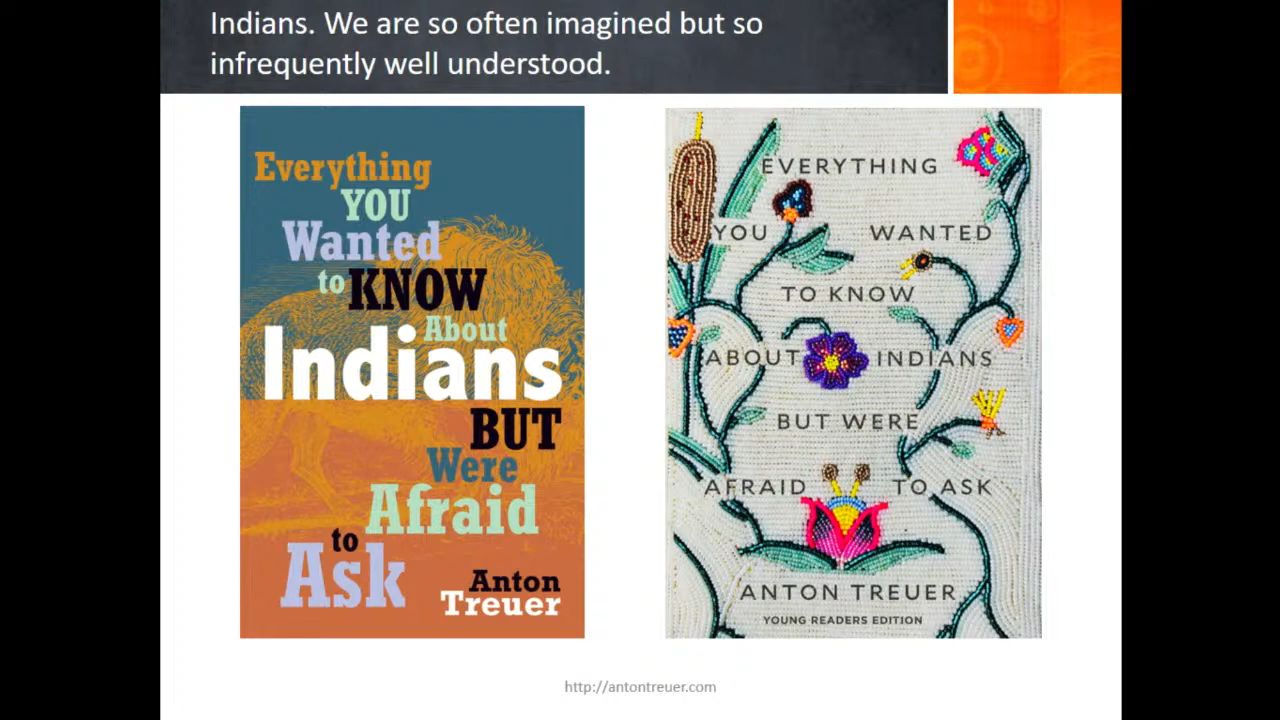 Indians. We are so often imagined but so
infrequently well understood.
Everything
YOU
Wanted
to KNOW
About
Indians
BUT
Were
Afraid
to
Ask
Anton
Treuer
EVERYTHING
YOU WANTED
TO KNOW
ABOUT INDIANS
BUT WERE
AFRAID TO ASK
ANTON TREUER
YOUNG READERS EDITION
http://antontreuer.com